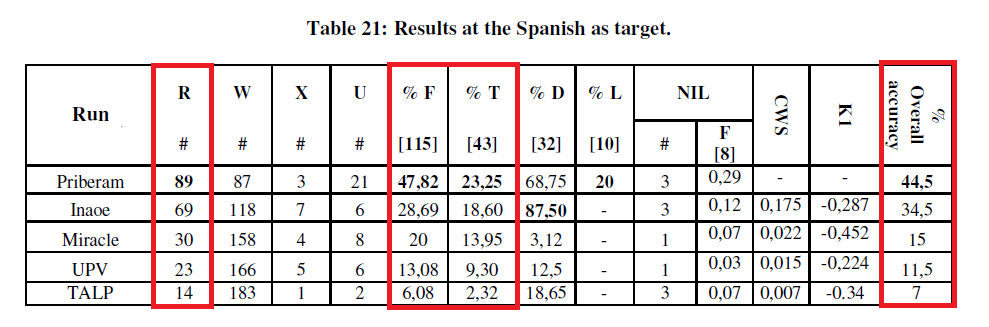 Table 21: Results at the Spanish as target.
Run R W X U % F % T % D % L NIL CWS K1 % Overall accuracy
# # # # [115] [43] [32] [10] # F [8]
Priberam 89 87 3 21 47,82 23,25 68,75 20 3 0,29 - - 44,5
Inaoe 69 118 7 6 28,69 18,60 87,50 - 3 0,12 0,175 -0,287 34,5
Miracle 30 158 4 8 20 13,95 3,12 - 1 0,07 0,022 -0,452 15
UPV 23 166 5 6 13,08 9,30 12,5 - 1 0,03 0,015 -0,224 11,5
TALP 14 183 1 2 6,08 2,32 18,65 - 3 0,07 0,007 -0.34 7